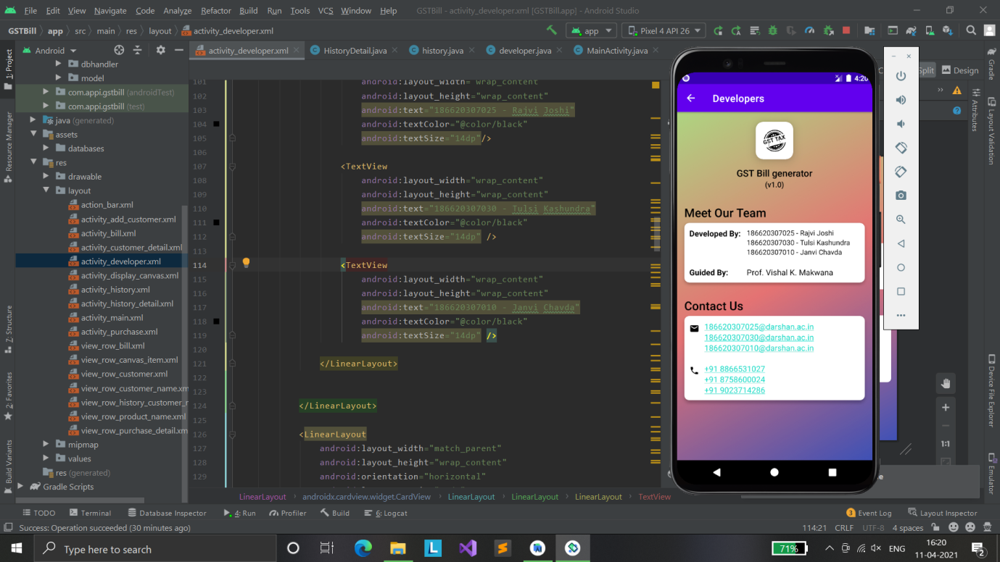 File Edit View Navigate Code Analyze Refactor Build Run Tools VCS Window Help GSTBill - activity_developer.xml [GSTBill.app] - Android Studio
GSTBill app src main res layout activity_developer.xml app Pixel 4 API 26
Android
activity_developer.xml HistoryDetail.java history.java developer.java MainActivity.java
Split Design
1: Project
Resource Manager
Z: Structure
2: Favorites
Build Variants
dbhandler
model
com.appi.gstbill (androidTest)
com.appi.gstbill (test)
java (generated)
assets
databases
res
drawable
layout
action_bar.xml
activity_add_customer.xml
activity_bill.xml
activity_customer_detail.xml
activity_developer.xml
activity_display_canvas.xml
activity_history.xml
activity_history_detail.xml
activity_main.xml
activity_purchase.xml
view_row_bill.xml
view_row_canvas_item.xml
view_row_customer.xml
view_row_customer_name.xm
view_row_history_customer_r
view_row_product_name.xml
view_row_purchase_detail.xm
mipmap
values
res (generated)
Gradle Scripts
101 android:layout_width="wrap_content"
102 android:layout_height="wrap_content"
103 android:text="186620307025 - Rajvi Joshi"
104 android:textColor="@color/black"
105 android:textSize="14dp"/>
106
107 <TextView
108 android:layout_width="wrap_content"
109 android:layout_height="wrap_content"
110 android:text="186620307030 - Tulsi Kashundra"
111 android:textColor="@color/black"
112 android:textSize="14dp" />
113
114 <TextView
115 android:layout_width="wrap_content"
116 android:layout_height="wrap_content"
117 android:text="186620307010 - Janvi Chavda"
118 android:textColor="@color/black"
119 android:textSize="14dp" />
120
121 </LinearLayout>
122
123
124 </LinearLayout>
125
126 <LinearLayout
127 android:layout_width="match_parent"
128 android:layout_height="wrap_content"
129 android:orientation="horizontal"
LinearLayout androidx.cardview.widget.CardView LinearLayout LinearLayout LinearLayout TextView
4:20
Developers
GST TAX
GST Bill generator
(v1.0)
Meet Our Team
Developed By: 186620307025 - Rajvi Joshi
186620307030 - Tulsi Kashundra
186620307010 - Janvi Chavda
Guided By: Prof. Vishal K. Makwana
Contact Us
186620307025@darshan.ac.in
186620307030@darshan.ac.in
186620307010@darshan.ac.in
+91 8866531027
+91 8758600024
+91 9023714286
1:1
Gradle
Attributes
Layout Validation
Device File Explorer
Emulator
TODO Terminal Database Inspector 4: Run Profiler Build 6: Logcat 3 Event Log Layout Inspector
Success: Operation succeeded (30 minutes ago) 114:21 CRLF UTF-8 4 spaces
Type here to search 71% ENG 16:20
11-04-2021 2